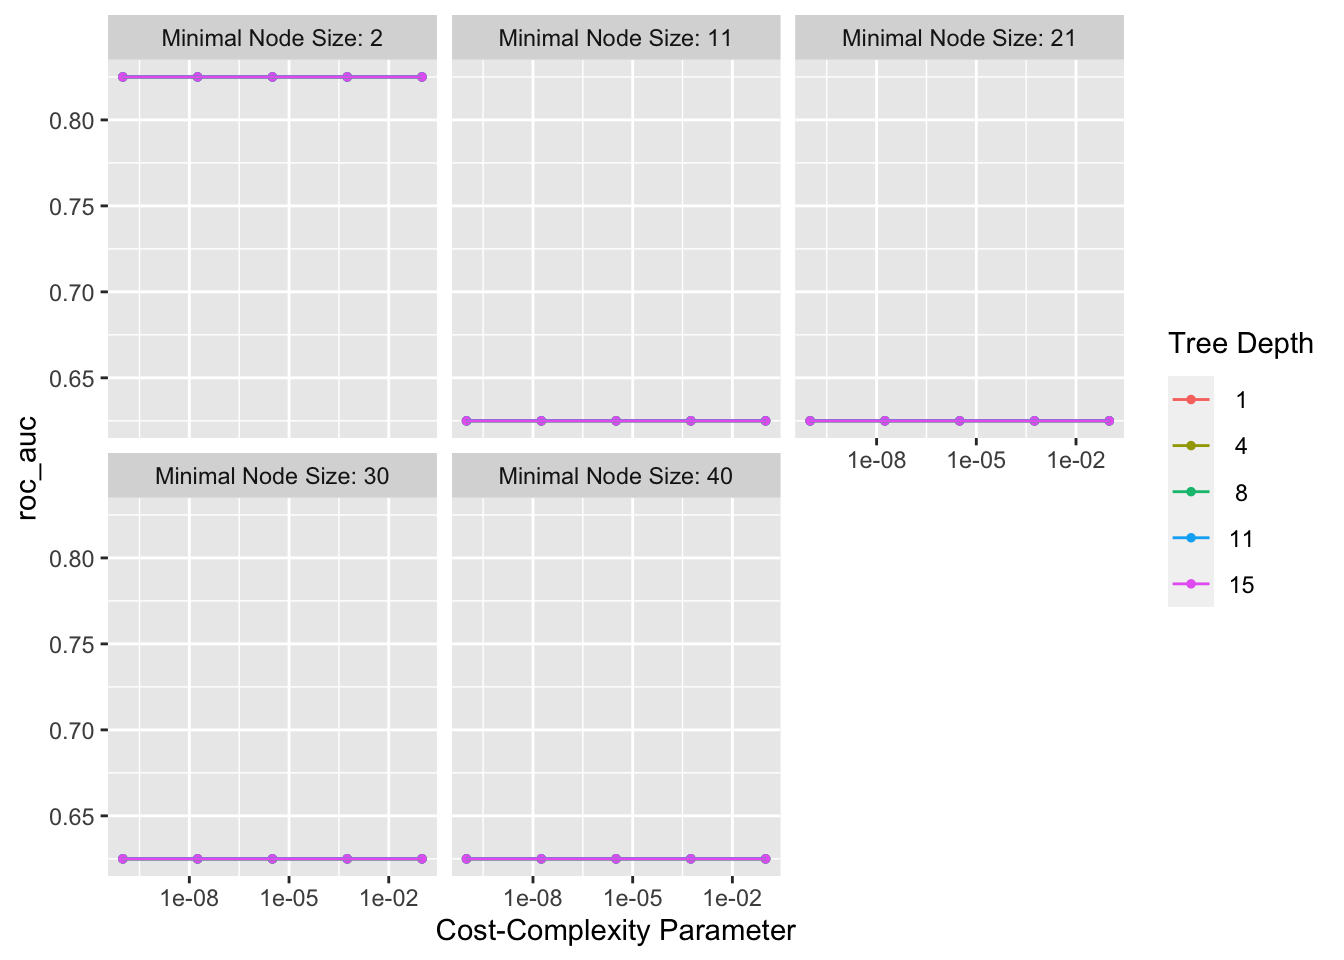 Minimal Node Size: 2
Minimal Node Size: 11
Minimal Node Size: 21
0.80
0.75
0.70
0.65
1e-08
1e-05
1e-02
roc_auc
Minimal Node Size: 30
Minimal Node Size: 40
0.80
0.75
0.70
0.65
1e-08
1e-05
1e-02
1e-08
1e-05
1e-02
Cost-Complexity Parameter
Tree Depth
1
4
8
11
15